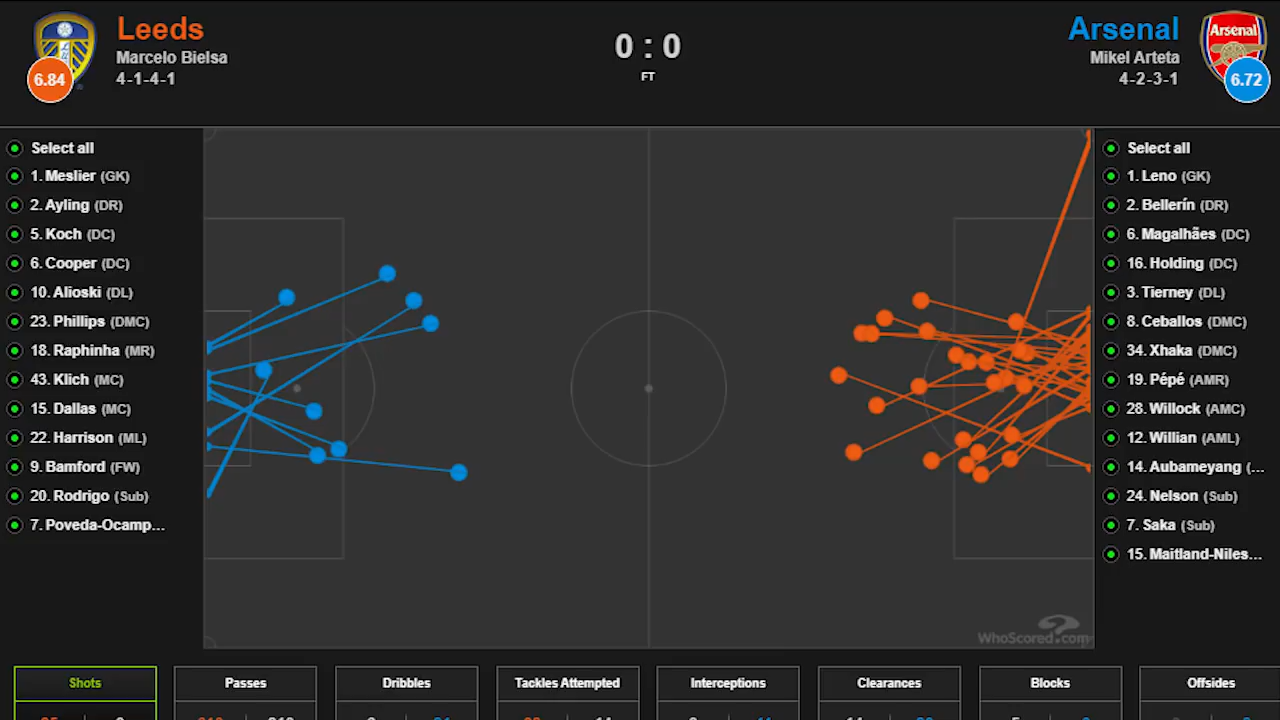 Leeds
Marcelo Bielsa
4-1-4-1
6.84
0 : 0
FT
Arsenal
Mikel Arteta
4-2-3-1
Arsenal
6.72
Select all
1. Meslier (GK)
2. Ayling (DR)
5. Koch (DC)
6. Cooper (DC)
10. Alioski (DL)
23. Phillips (DMC)
18. Raphinha (MR)
43. Klich (MC)
15. Dallas (MC)
22. Harrison (ML)
9. Bamford (FW)
20. Rodrigo (Sub)
7. Poveda-Ocamp...
Select all
1. Leno (GK)
2. Bellerín (DR)
6. Magalhães (DC)
16. Holding (DC)
3. Tierney (DL)
8. Ceballos (DMC)
34. Xhaka (DMC)
19. Pépé (AMR)
28. Willock (AMC)
12. Willian (AML)
14. Aubameyang (...
24. Nelson (Sub)
7. Saka (Sub)
15. Maitland-Niles...
WhoScored.com
Shots
Passes
Dribbles
Tackles Attempted
Interceptions
Clearances
Blocks
Offsides